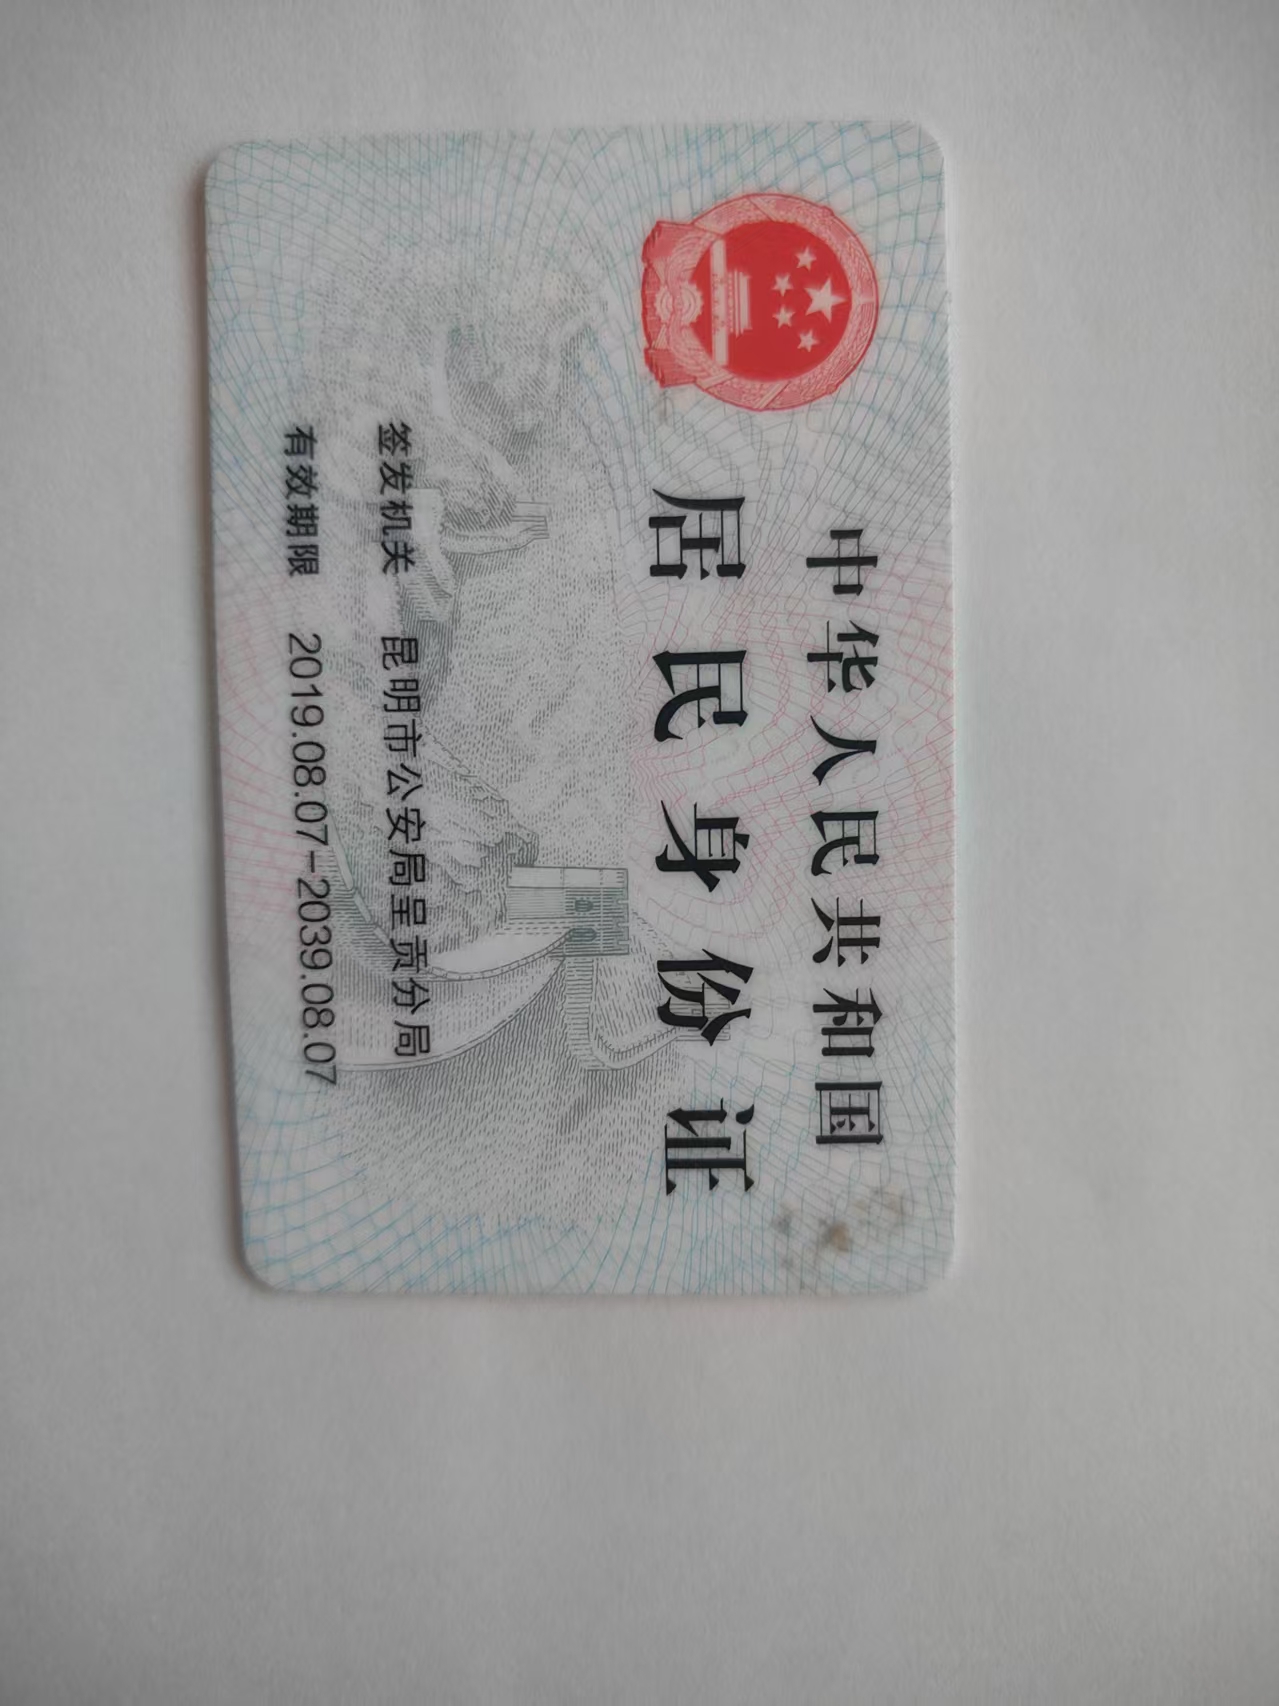 中华人民共和国
居民身份证
签发机关 昆明市公安局呈贡分局
有效期限 2019.08.07-2039.08.07